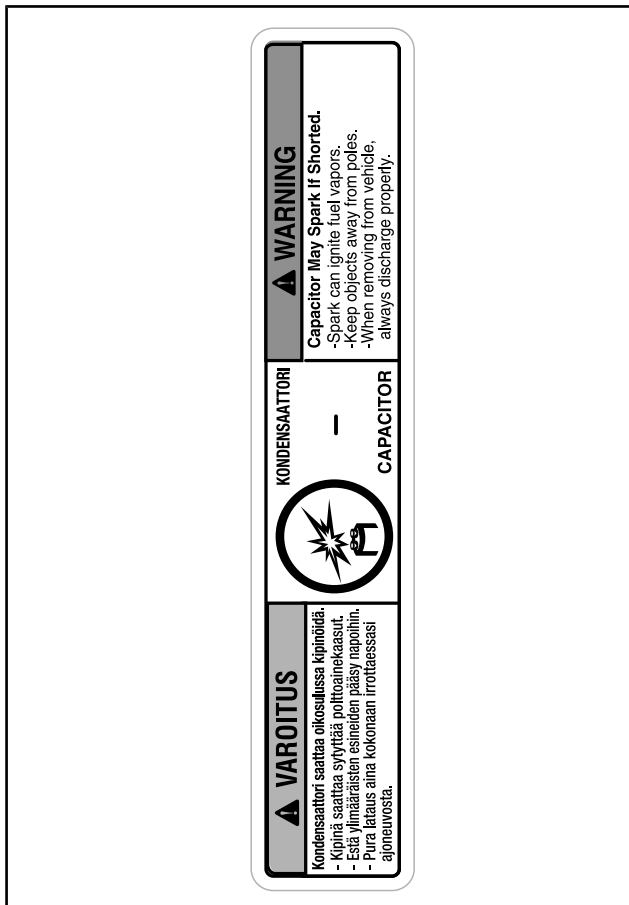 VAROITUS
Kondensaattori saattaa oikosulussa kipinöidä.
- Kipinä saattaa sytyttää polttoainekaasut.
- Estä ylimääräisten esineiden pääsy napoihin.
- Pura lataus aina kokonaan irrottaessasi
ajoneuvosta.
KONDENSAATTORI
–
CAPACITOR
WARNING
Capacitor May Spark If Shorted.
-Spark can ignite fuel vapors.
-Keep objects away from poles.
-When removing from vehicle,
always discharge properly.